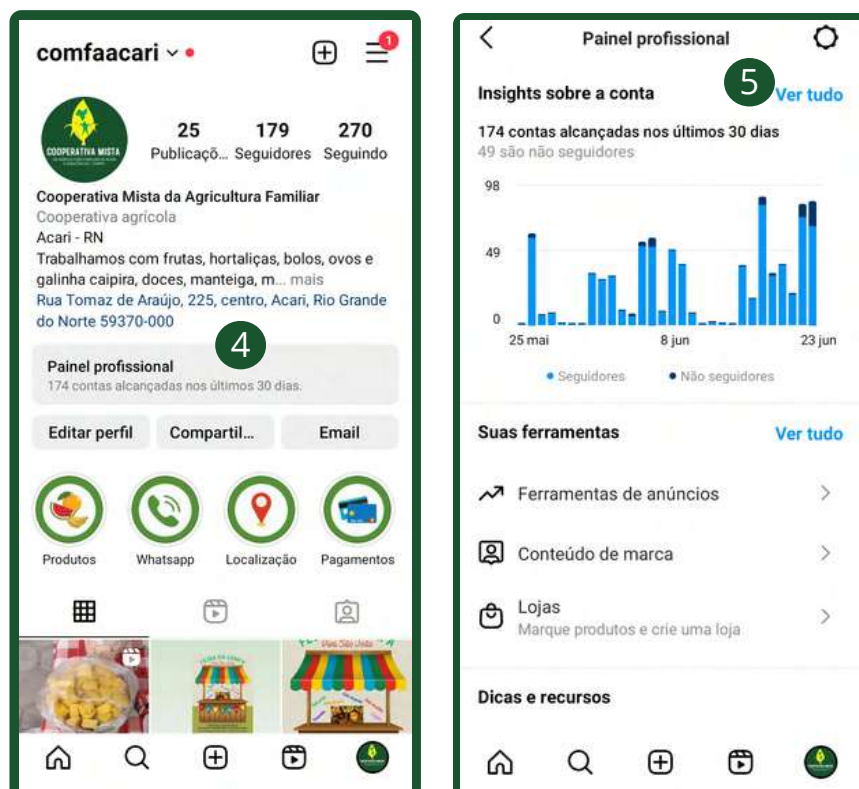 comfaacari
1
COOPERATIVA MISTA
25 179 270
Publicaçõ... Seguidores Seguindo
Cooperativa Mista da Agricultura Familiar
Cooperativa agrícola
Acari - RN
Trabalhamos com frutas, hortaliças, bolos, ovos e
galinha caipira, doces, manteiga, m... mais
Rua Tomaz de Araújo, 225, centro, Acari, Rio Grande
do Norte 59370-000
4
Painel profissional
174 contas alcançadas nos últimos 30 dias.
Editar perfil Compartil... Email
Produtos Whatsapp Localização Pagamentos
Viva São João
Painel profissional
5
Insights sobre a conta Ver tudo
174 contas alcançadas nos últimos 30 dias
49 são não seguidores
98
49
0
25 mai 8 jun 23 jun
Seguidores Não seguidores
Suas ferramentas Ver tudo
Ferramentas de anúncios
Conteúdo de marca
Lojas
Marque produtos e crie uma loja
Dicas e recursos